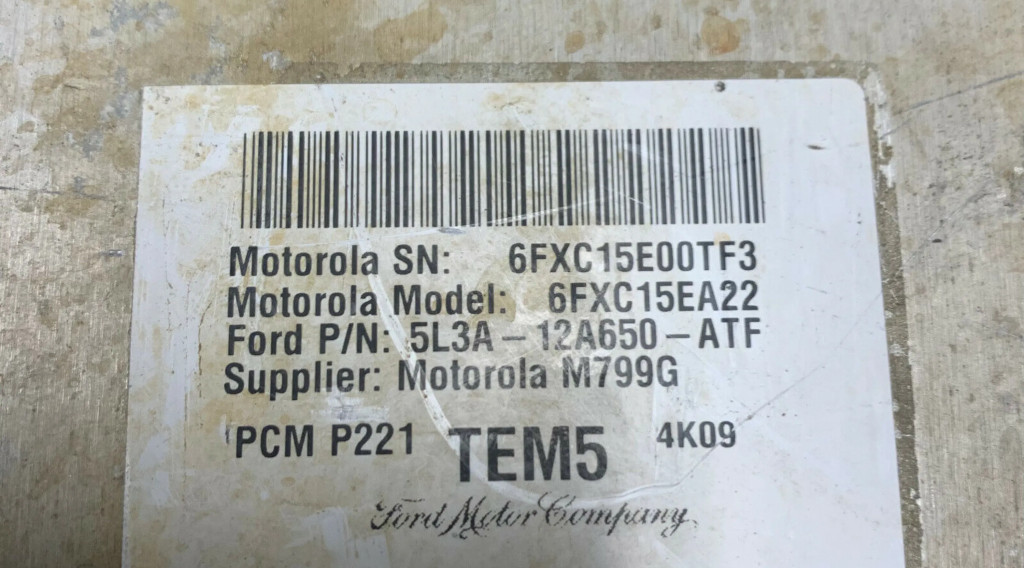 Motorola SN: 6FXC15E00TF3
Motorola Model: 6FXC15EA22
Ford P/N: 5L3A-12A650-ATF
Supplier: Motorola M799G
PCM P221 TEM5 4K09
Ford Motor Company